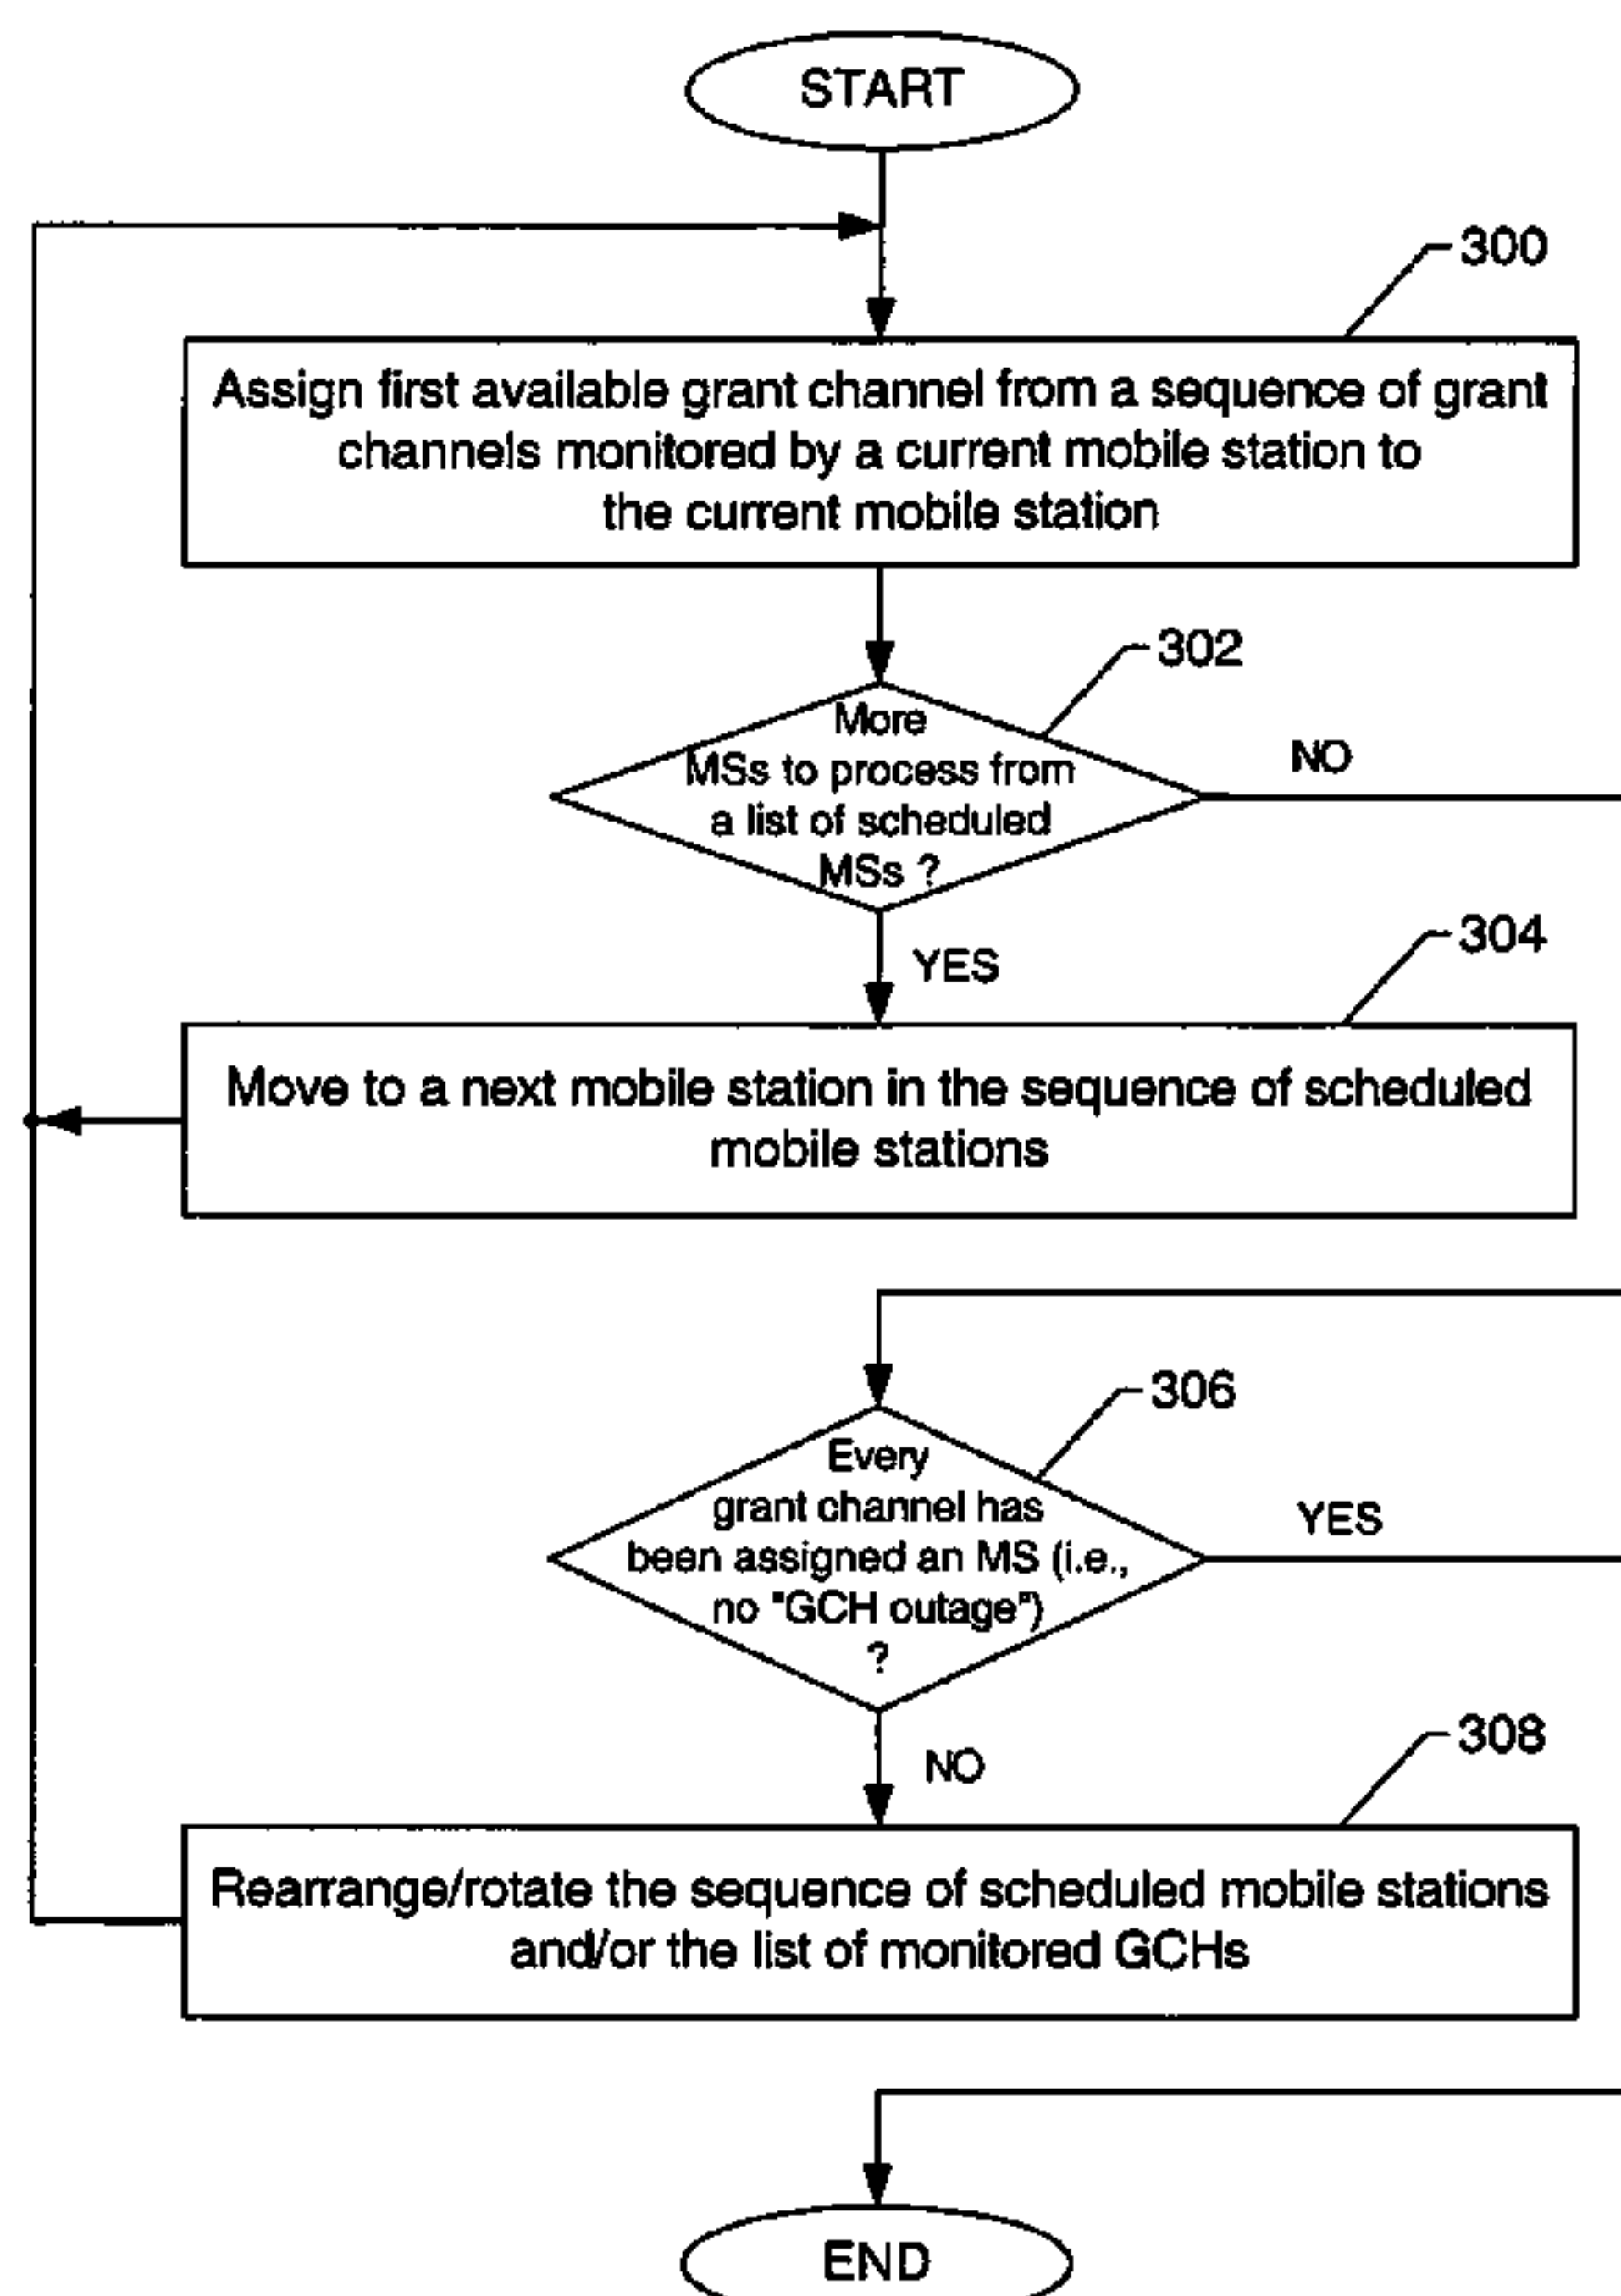 START
300
Assign first available grant channel from a sequence of grant
channels monitored by a current mobile station to
the current mobile station
302
More
MSs to process from
a list of scheduled
MSs ?
NO
YES
304
Move to a next mobile station in the sequence of scheduled
mobile stations
306
Every
grant channel has
been assigned an MS (i.e.,
no "GCH outage")
?
YES
NO
308
Rearrange/rotate the sequence of scheduled mobile stations
and/or the list of monitored GCHs
END